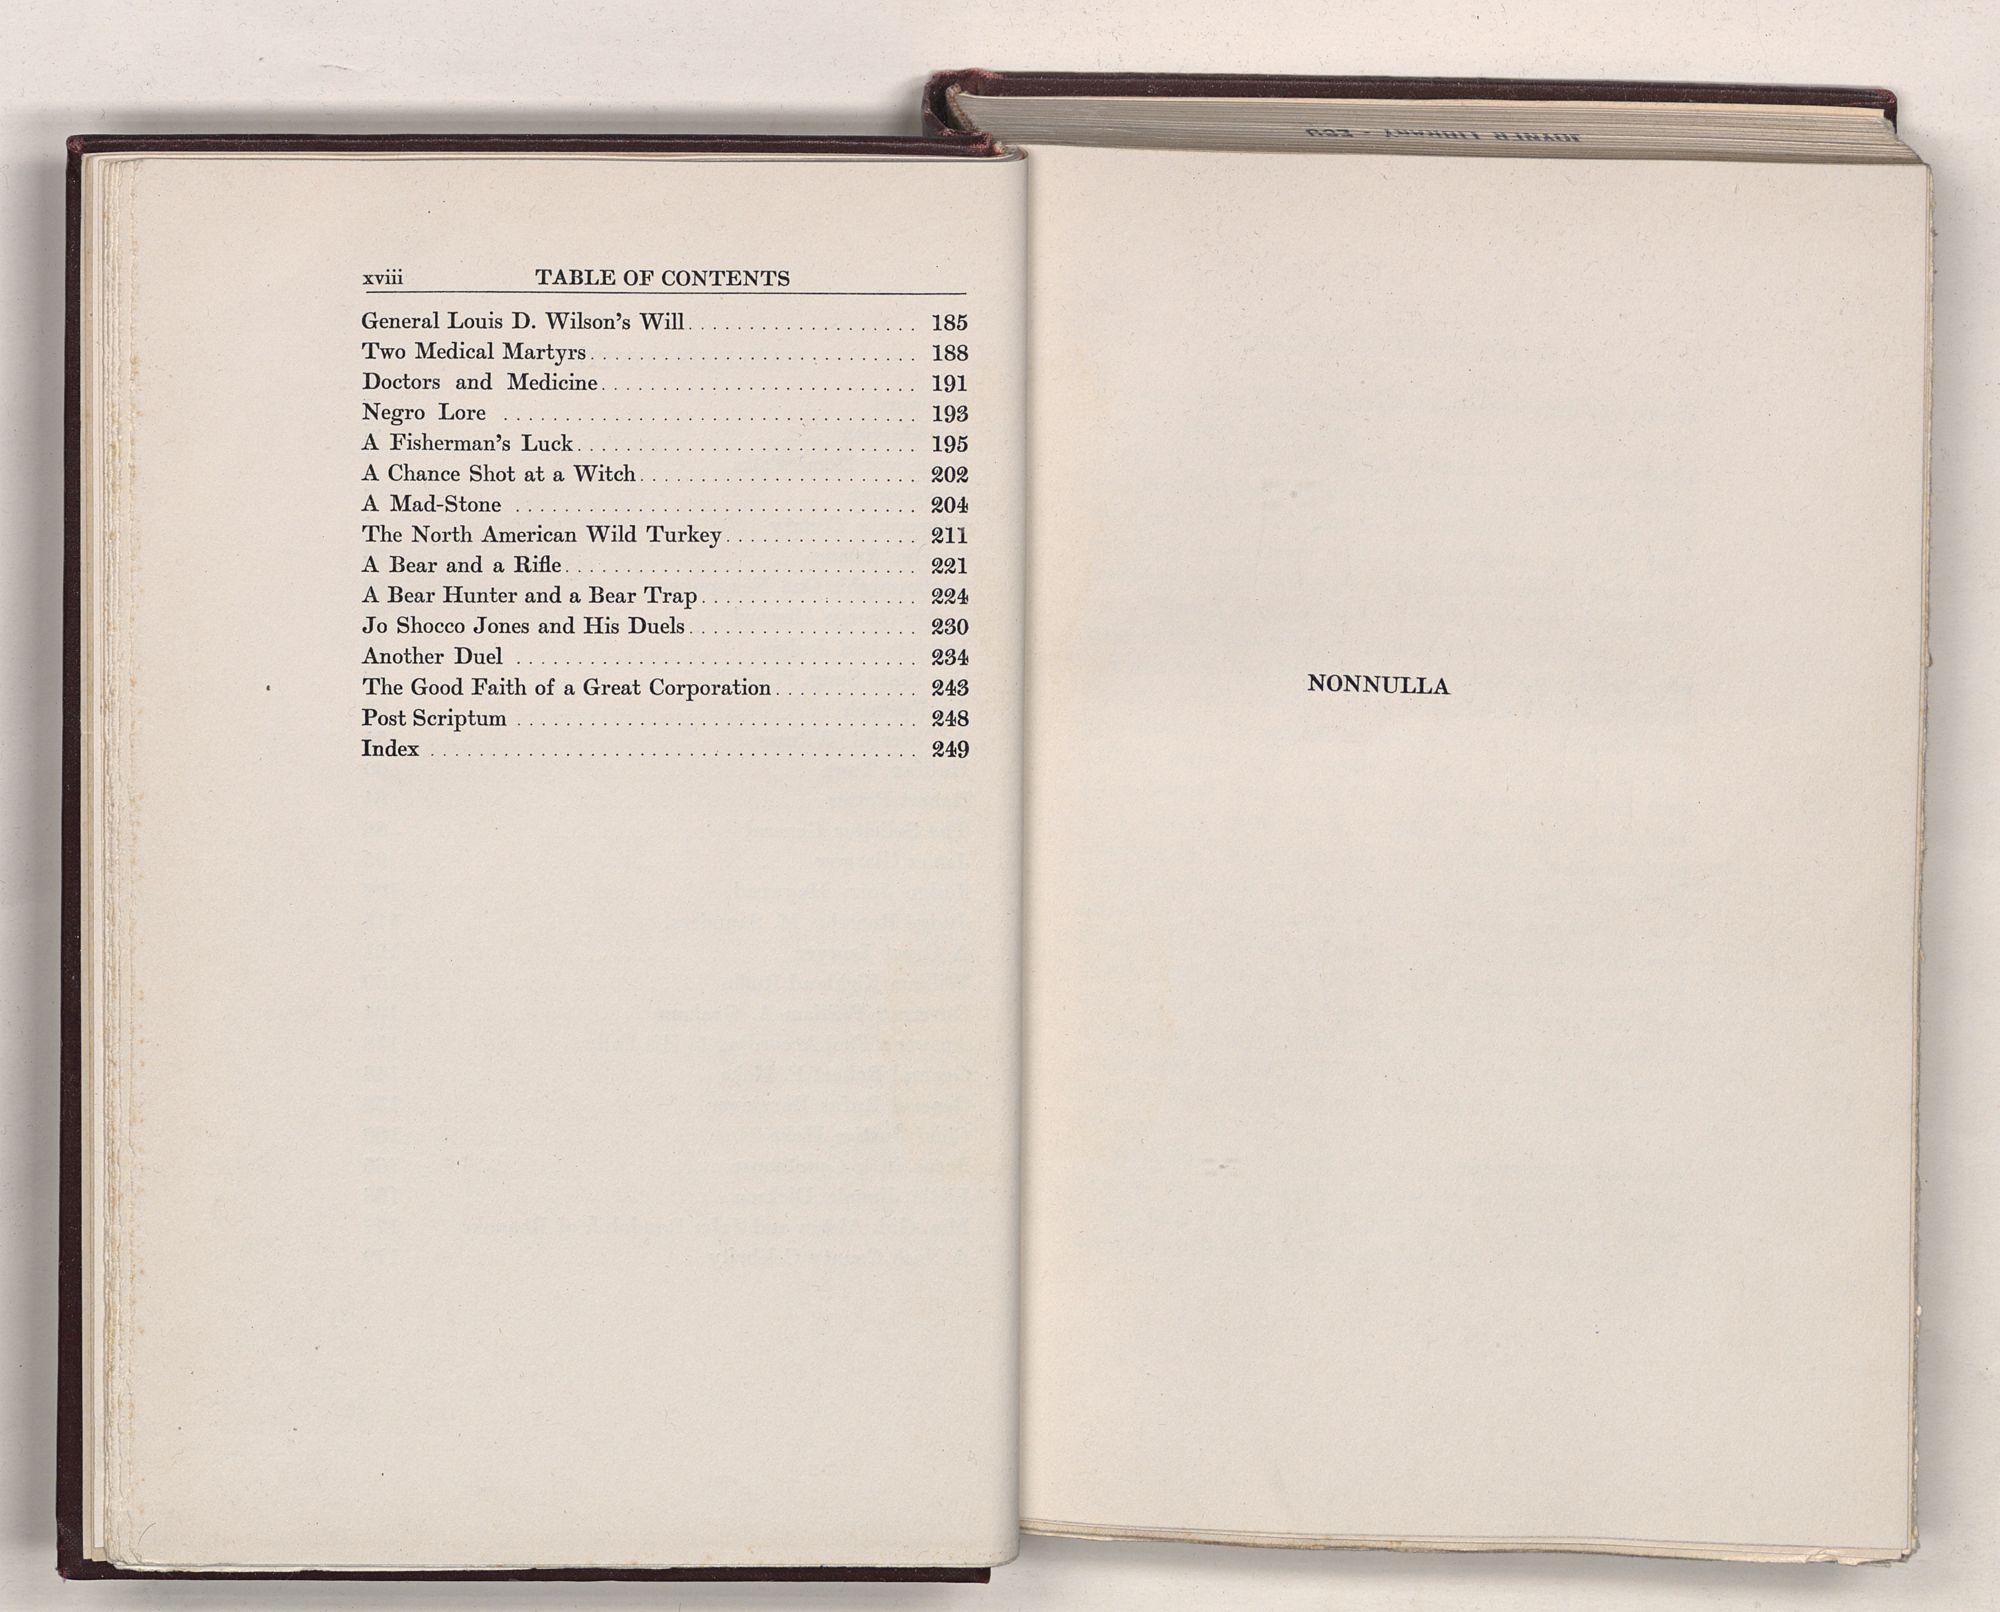 JOYNER LIBRARY - ECU
xviii TABLE OF CONTENTS
General Louis D. Wilson's Will................... 185
Two Medical Martyrs........................... 188
Doctors and Medicine.......................... 191
Negro Lore .................................. 193
A Fisherman's Luck............................ 195
A Chance Shot at a Witch....................... 202
A Mad-Stone ................................. 204
The North American Wild Turkey................ 211
A Bear and a Rifle............................. 221
A Bear Hunter and a Bear Trap.................. 224
Jo Shocco Jones and His Duels................... 230
Another Duel ................................. 234
The Good Faith of a Great Corporation............ 243
Post Scriptum ................................. 248
Index ........................................ 249
NONNULLA